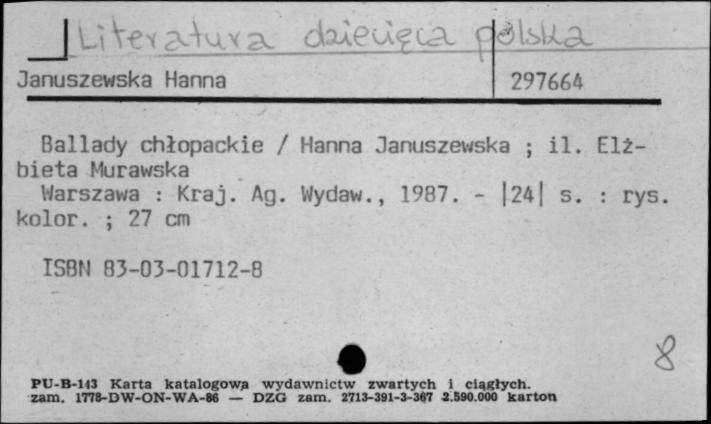 Literatura dziecięca polska
Januszewska Hanna 297664
Ballady chłopackie / Hanna Januszewska ; il. Elż-
bieta Murawska
Warszawa : Kraj. Ag. Wydaw., 1987. - |24| s. : rys.
kolor. ; 27 cm
ISBN 83-03-01712-8
8
PU-B-143 Karta katalogowa wydawnictw zwartych i ciągłych.
zam. 1778-DW-ON-WA-86 — DZG zam. 2713-391-3-367 2.590.000 karton